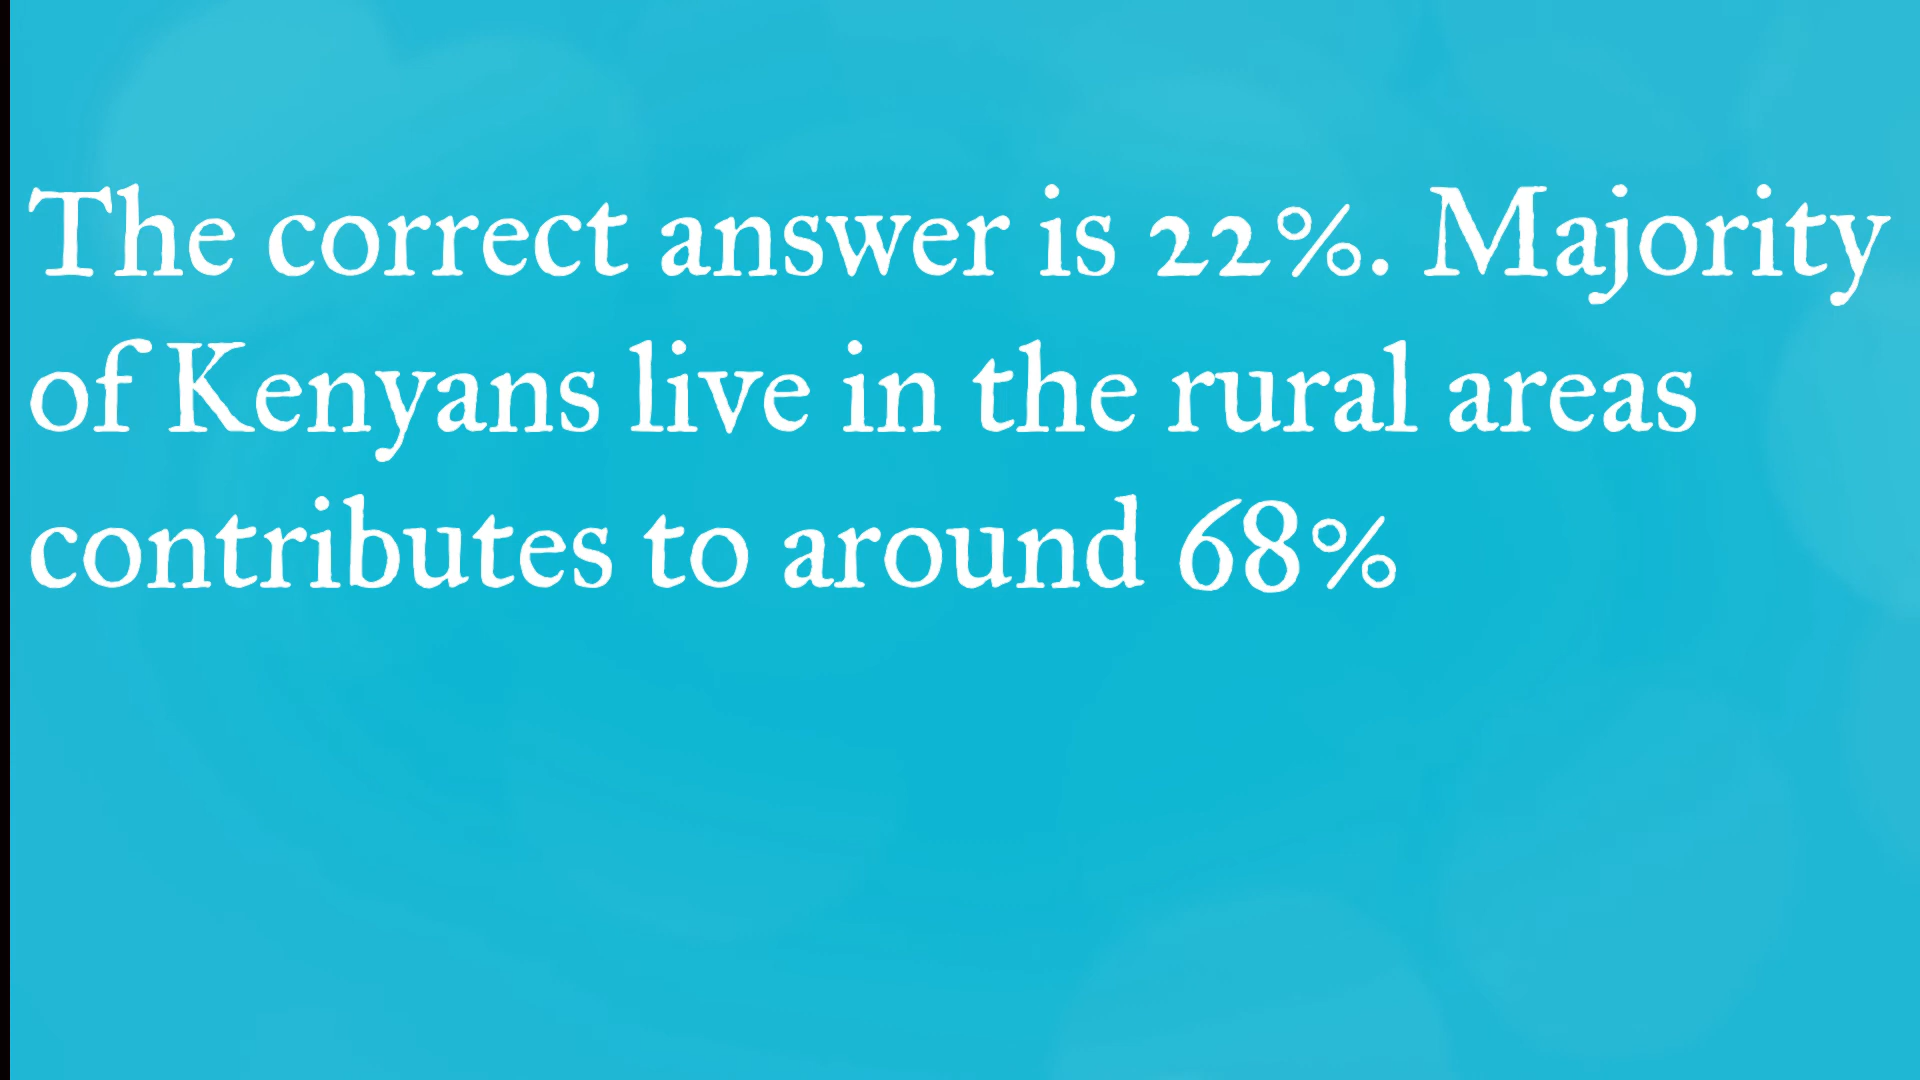 The correct answer is 22%. Majority
of Kenyans live in the rural areas
contributes to around 68%